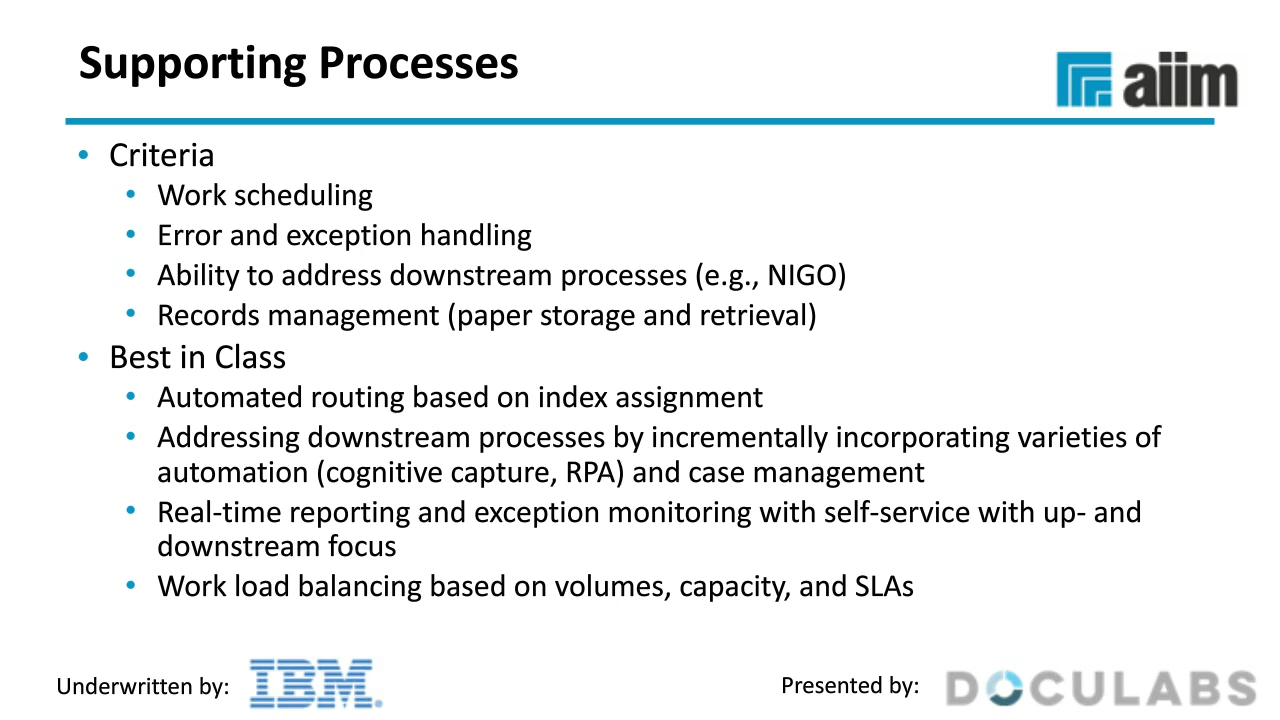 Supporting Processes
aiim
• Criteria
• Work scheduling
• Error and exception handling
• Ability to address downstream processes (e.g., NIGO)
• Records management (paper storage and retrieval)
• Best in Class
• Automated routing based on index assignment
• Addressing downstream processes by incrementally incorporating varieties of
automation (cognitive capture, RPA) and case management
• Real-time reporting and exception monitoring with self-service with up- and
downstream focus
• Work load balancing based on volumes, capacity, and SLAs
Underwritten by:
IBM®
Presented by:
DOCULABS